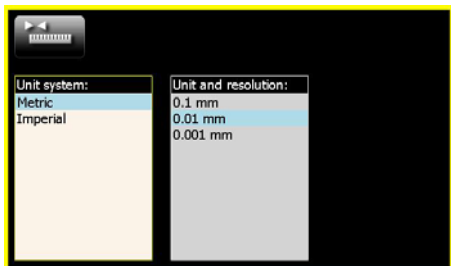 Unit system:
Metric
Imperial
Unit and resolution:
0.1 mm
0.01 mm
0.001 mm